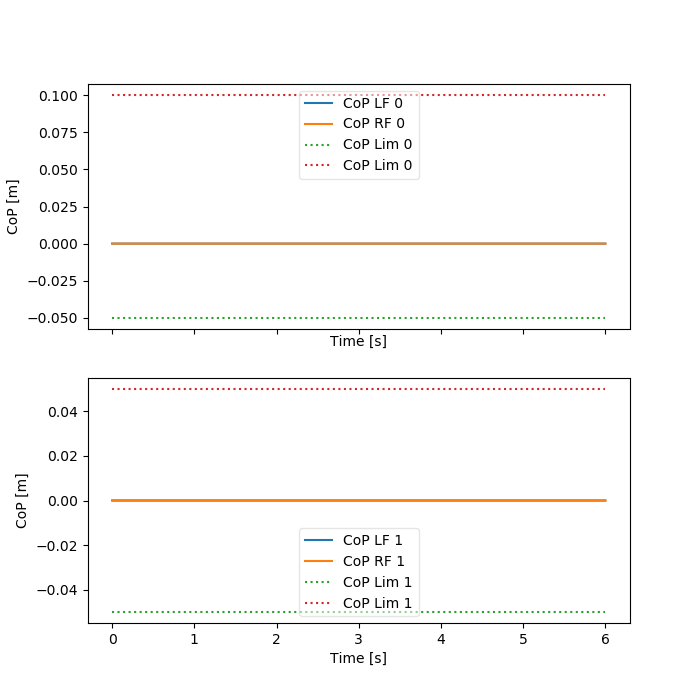 CoP [m]
0.100
0.075
0.050
0.025
0.000
−0.025
−0.050
CoP LF 0
CoP RF 0
CoP Lim 0
CoP Lim 0
Time [s]
CoP [m]
0.04
0.02
0.00
−0.02
−0.04
CoP LF 1
CoP RF 1
CoP Lim 1
CoP Lim 1
0 1 2 3 4 5 6
Time [s]